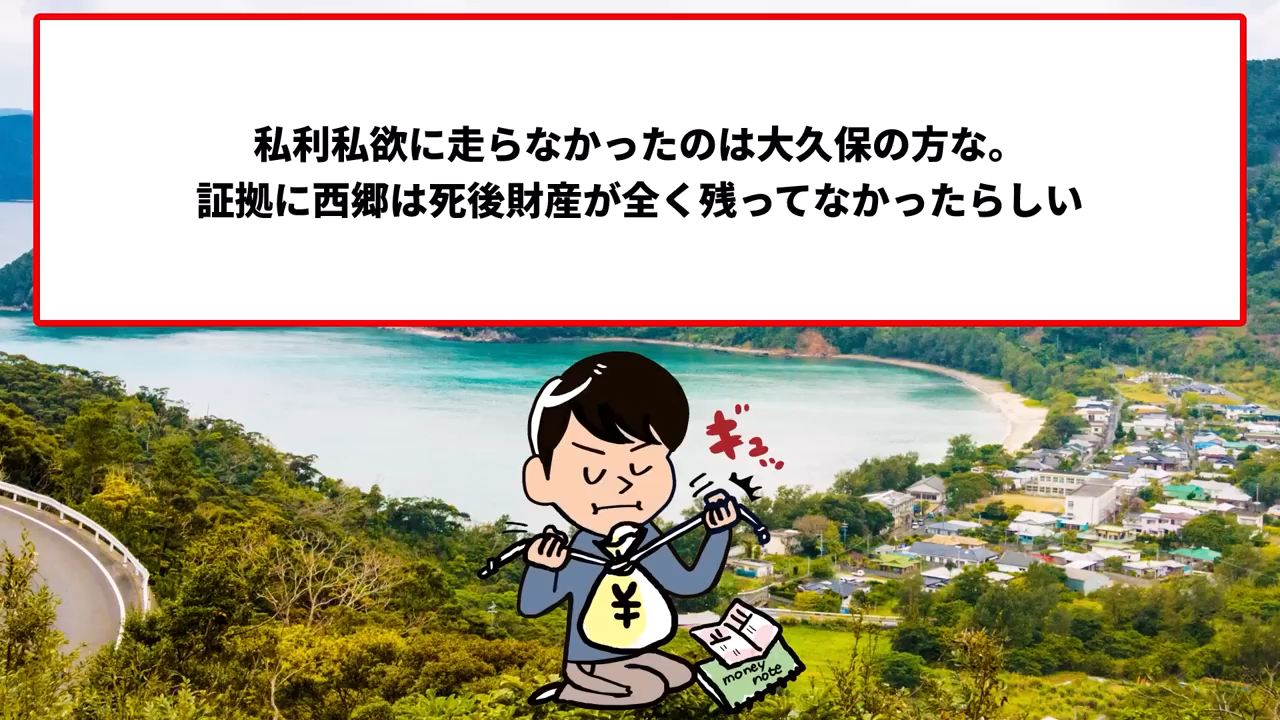 私利私欲に走らなかったのは大久保の方な。
証拠に西郷は死後財産が全く残ってなかったらしい
ギュ...
¥
money
note